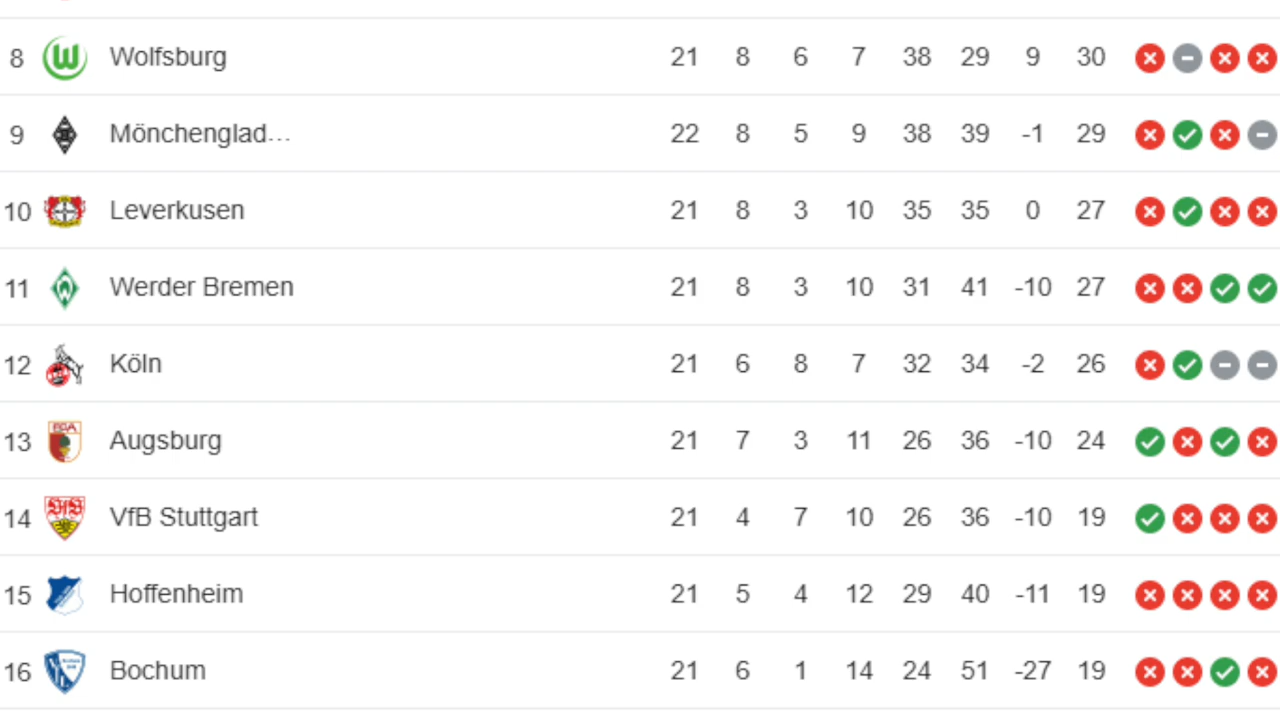 8 Wolfsburg 21 8 6 7 38 29 9 30
9 Mönchenglad... 22 8 5 9 38 39 -1 29
10 Leverkusen 21 8 3 10 35 35 0 27
11 Werder Bremen 21 8 3 10 31 41 -10 27
12 Köln 21 6 8 7 32 34 -2 26
13 Augsburg 21 7 3 11 26 36 -10 24
14 VfB Stuttgart 21 4 7 10 26 36 -10 19
15 Hoffenheim 21 5 4 12 29 40 -11 19
16 Bochum 21 6 1 14 24 51 -27 19